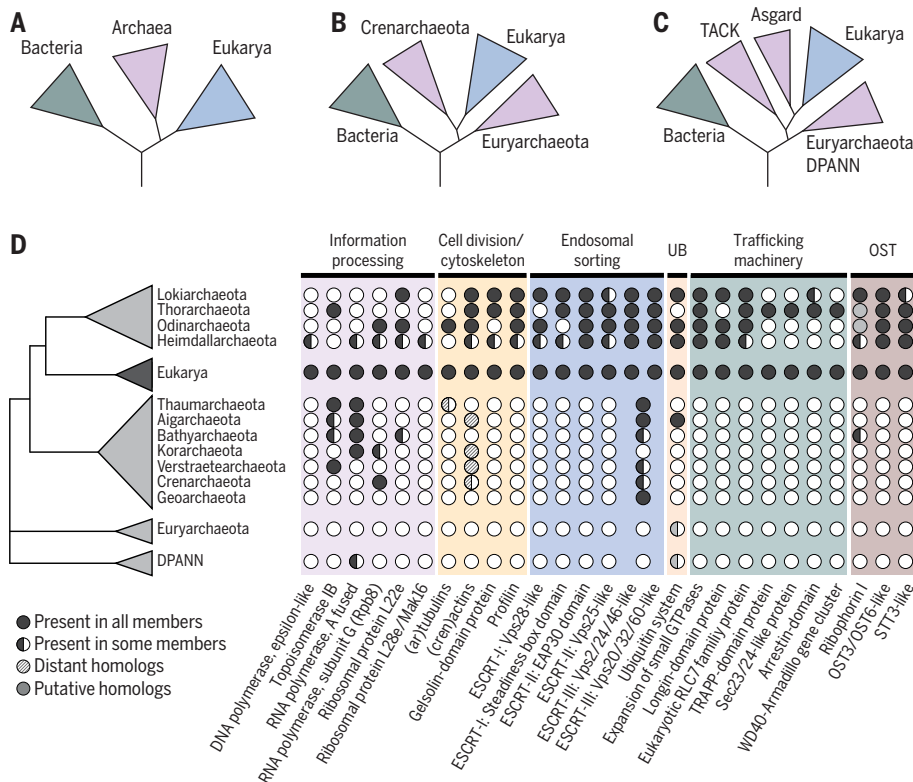 A
Bacteria
Archaea
Eukarya
B
Crenarchaeota
Eukarya
Bacteria
Euryarchaeota
C
TACK
Asgard
Eukarya
Bacteria
Euryarchaeota
DPANN
D
Information
processing
Cell division/
cytoskeleton
Endosomal
sorting
UB
Trafficking
machinery
OST
Lokiarchaeota
Thorarchaeota
Odinarchaeota
Heimdallarchaeota
Eukarya
Thaumarchaeota
Aigarchaeota
Bathyarchaeota
Korarchaeota
Verstraetearchaeota
Crenarchaeota
Geoarchaeota
Euryarchaeota
DPANN
Present in all members
Present in some members
Distant homologs
Putative homologs
DNA polymerase, epsilon-like
Topoisomerase IB
RNA polymerase, A fused
RNA polymerase, subunit G (Rpb8)
Ribosomal protein L22e
Ribosomal protein L28e/Mak16
(ar)tubulins
(cren)actins
Gelsolin-domain protein
Profilin
ESCRT-I: Vps28-like
ESCRT-I: Steadiness box domain
ESCRT-II: EAP30 domain
ESCRT-II: Vps25-like
ESCRT-III: Vps2/24/46-like
ESCRT-III: Vps20/32/60-like
Ubiquitin system
Expansion of small GTPases
Longin-domain protein
Eukaryotic RLC7 familiy protein
TRAPP-domain protein
Sec23/24-like protein
Arrestin-domain
WD40-Armadillo gene cluster
Ribophorin I
OST3/OST6-like
STT3-like